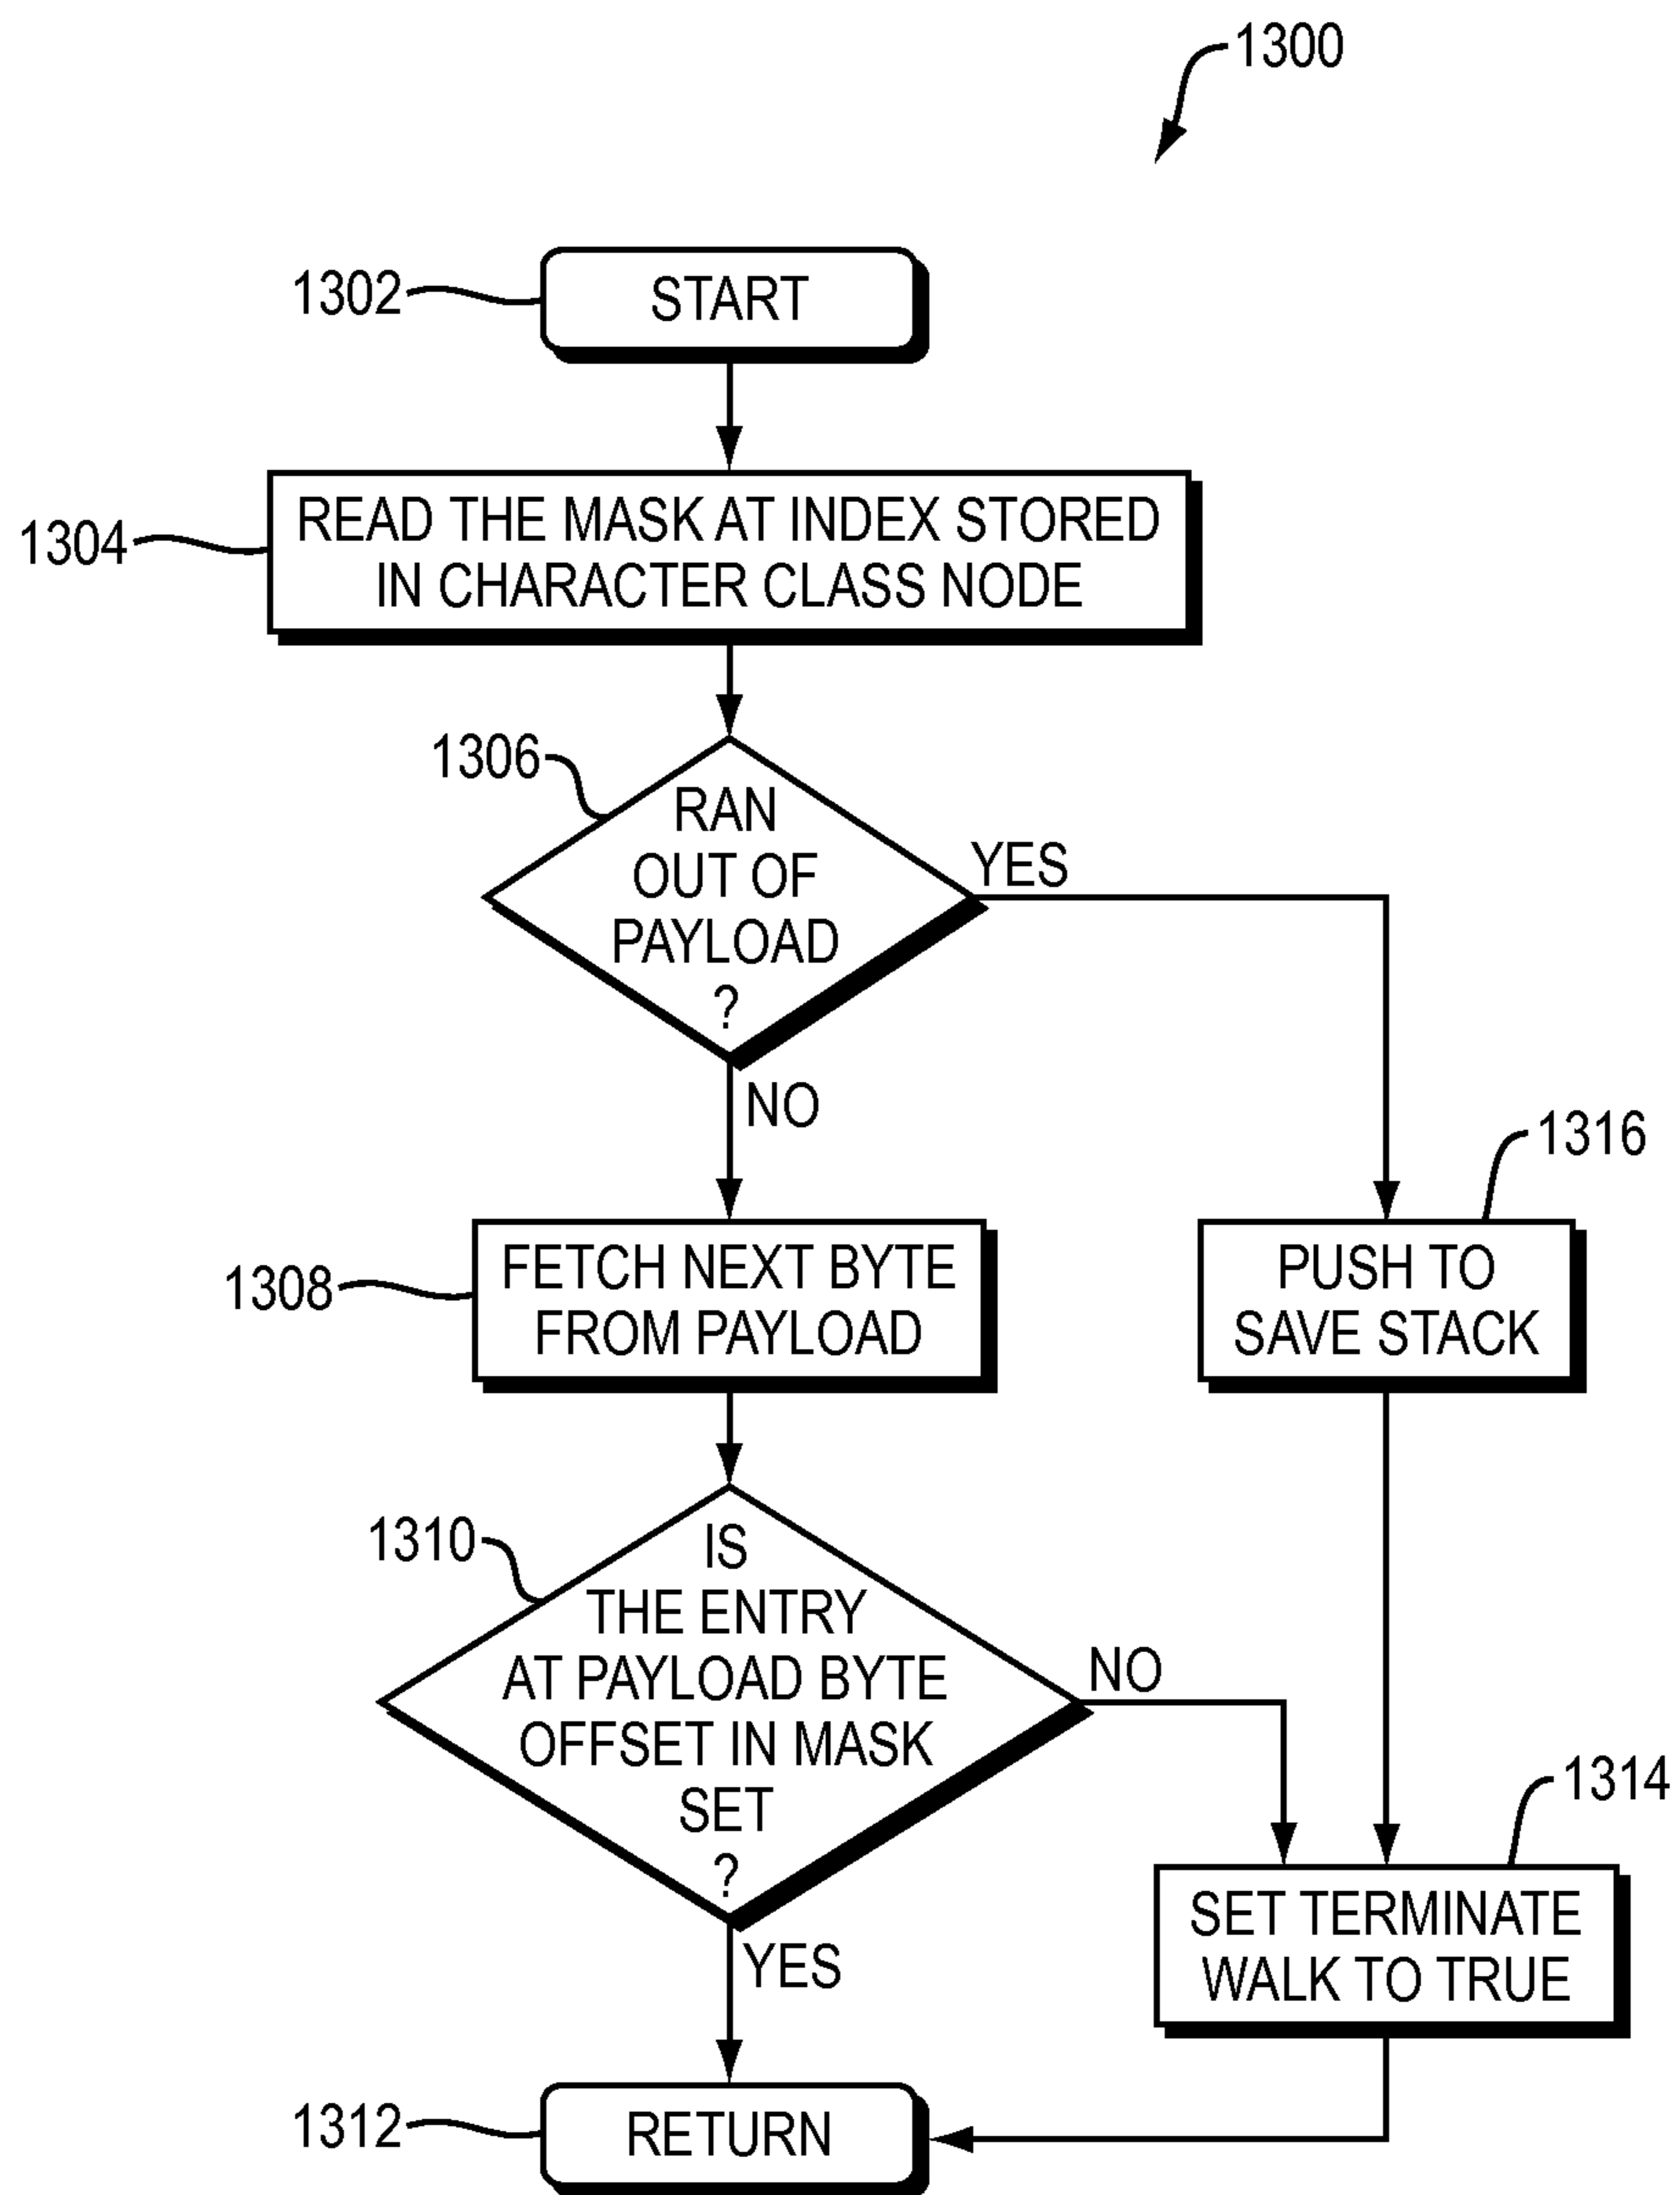 1300
1302
START
1304
READ THE MASK AT INDEX STORED
IN CHARACTER CLASS NODE
1306
RAN
OUT OF
PAYLOAD
?
YES
NO
1316
1308
FETCH NEXT BYTE
FROM PAYLOAD
PUSH TO
SAVE STACK
1310
IS
THE ENTRY
AT PAYLOAD BYTE
OFFSET IN MASK
SET
?
NO
YES
1314
SET TERMINATE
WALK TO TRUE
1312
RETURN